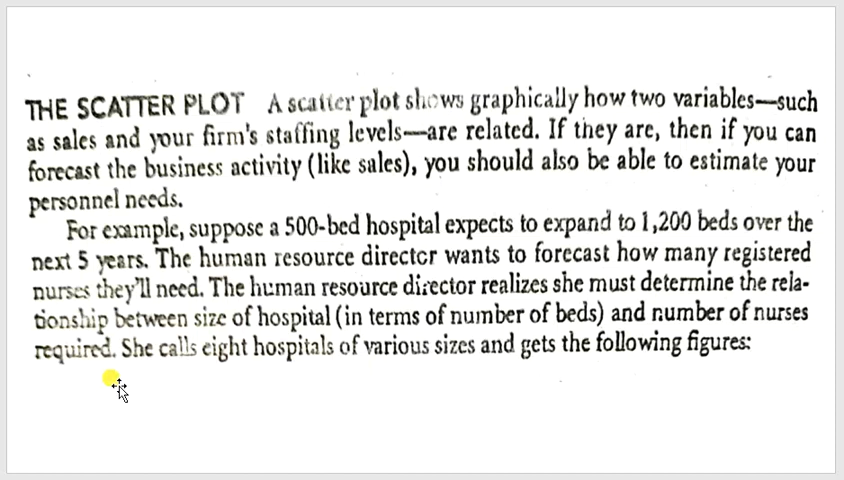 THE SCATTER PLOT A scatter plot shows graphically how two variables—such
as sales and your firm's staffing levels—are related. If they are, then if you can
forecast the business activity (like sales), you should also be able to estimate your
personnel needs.
For example, suppose a 500-bed hospital expects to expand to 1,200 beds over the
next 5 years. The human resource director wants to forecast how many registered
nurses they'll need. The human resource director realizes she must determine the rela-
tionship between size of hospital (in terms of number of beds) and number of nurses
required. She calls eight hospitals of various sizes and gets the following figures: